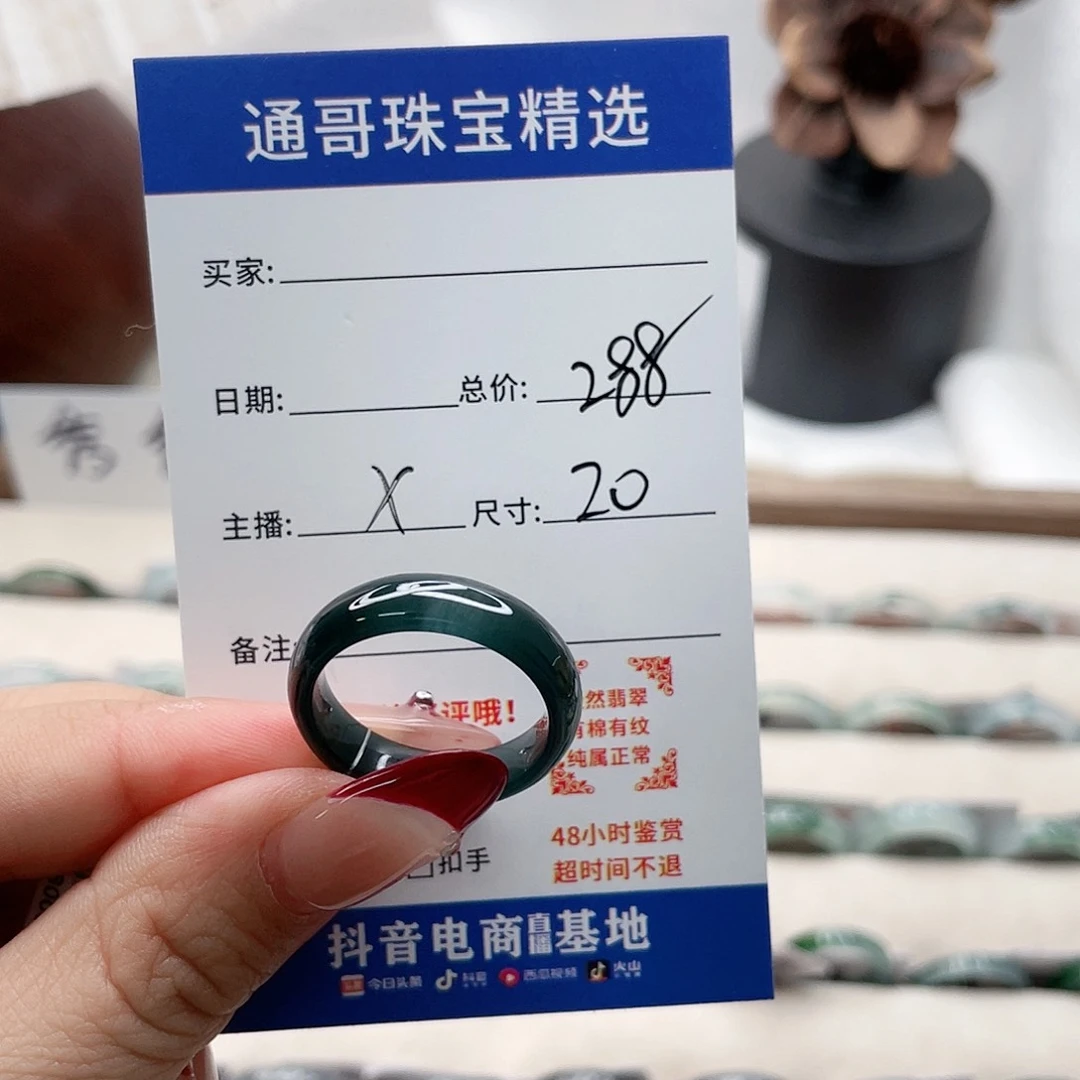 通哥珠宝精选
买家:
日期: 总价: 288
主播: X 尺寸: 20
备注
评哦!
然翡翠
有棉有纹
纯属正常
48小时鉴赏
扣手
超时间不退
抖音电商直播基地
今日头条 抖音 西瓜视频 火山
秀